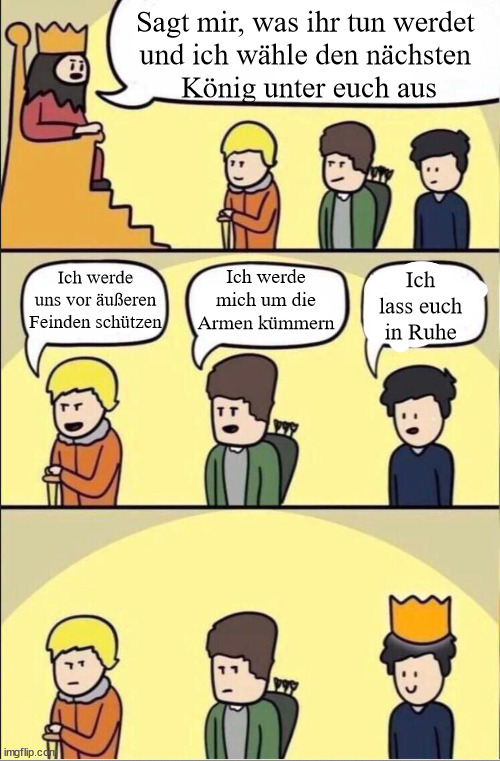 Sagt mir, was ihr tun werdet
und ich wähle den nächsten
König unter euch aus
Ich werde
uns vor äußeren
Feinden schützen
Ich werde
mich um die
Armen kümmern
Ich
lass euch
in Ruhe
imgflip.com